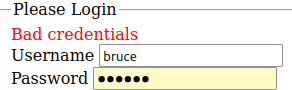 Please Login
Bad credentials
Username bruce
Password ●●●●●●